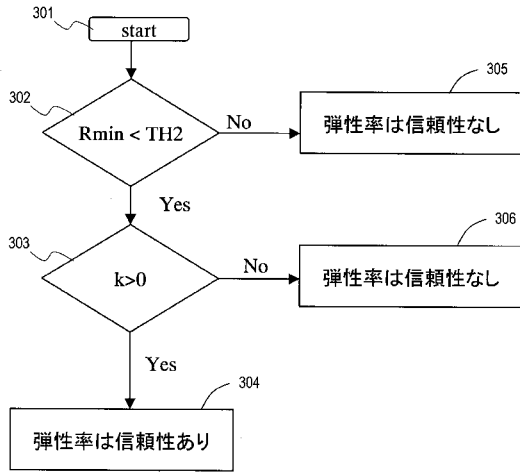 301
start
302
Rmin < TH2
No
305
弾性率は信頼性なし
Yes
303
k>0
No
306
弾性率は信頼性なし
Yes
304
弾性率は信頼性あり